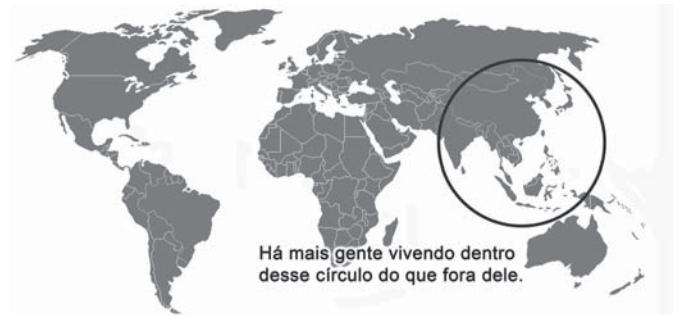 Há mais gente vivendo dentro
desse círculo do que fora dele.